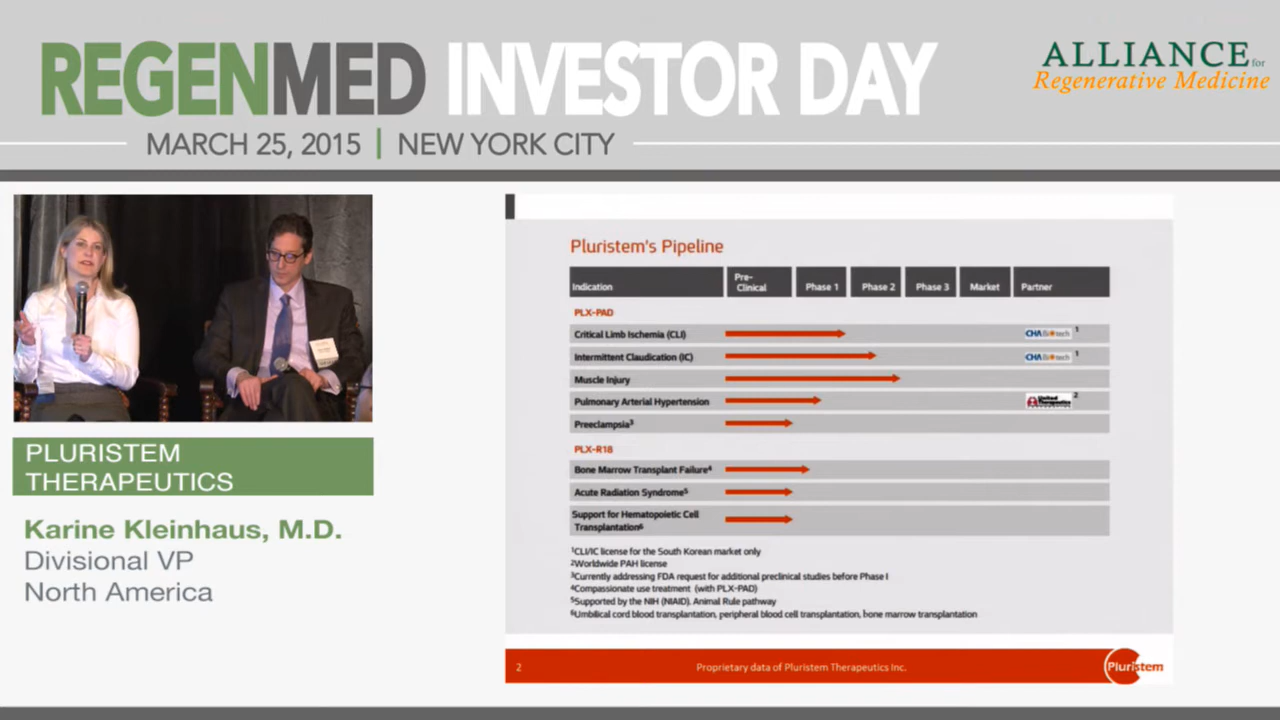 REGENMED INVESTOR DAY
MARCH 25, 2015 | NEW YORK CITY
ALLIANCE for
Regenerative Medicine
PLURISTEM
THERAPEUTICS
Karine Kleinhaus, M.D.
Divisional VP
North America
Pluristem's Pipeline
Indication Pre-Clinical Phase 1 Phase 2 Phase 3 Market Partner
PLX-PAD
Critical Limb Ischemia (CLI) CHA Biotech 1
Intermittent Claudication (IC) CHA Biotech 1
Muscle Injury
Pulmonary Arterial Hypertension United Therapeutics 2
Preeclampsia3
PLX-R18
Bone Marrow Transplant Failure4
Acute Radiation Syndrome5
Support for Hematopoietic Cell
Transplantation6
1CLI/IC license for the South Korean market only
2Worldwide PAH license
3Currently addressing FDA request for additional preclinical studies before Phase I
4Compassionate use treatment (with PLX-PAD)
5Supported by the NIH (NIAID). Animal Rule pathway
6Umbilical cord blood transplantation, peripheral blood cell transplantation, bone marrow transplantation
2 Proprietary data of Pluristem Therapeutics Inc.
Pluristem